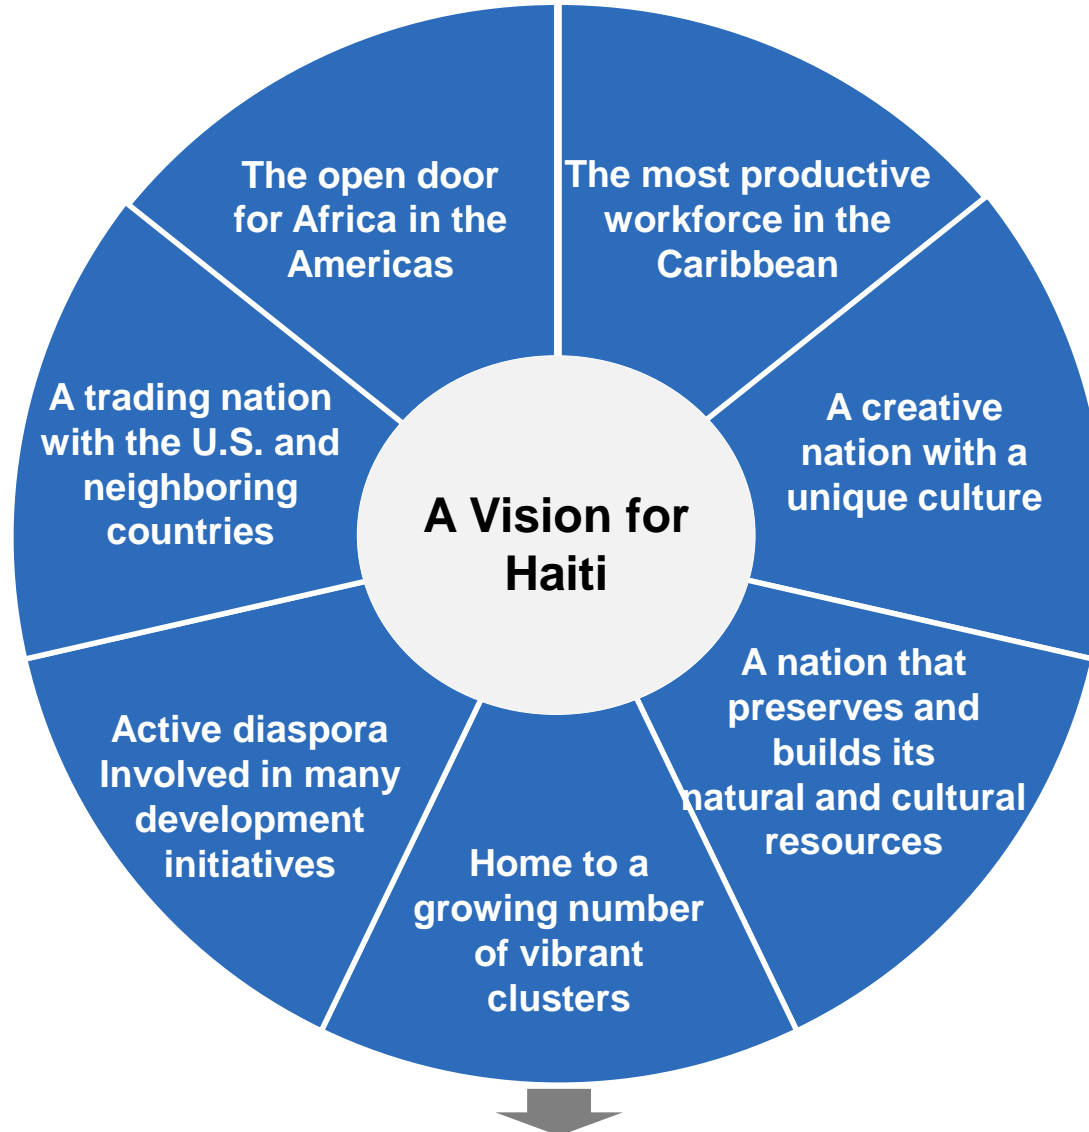 The open door
for Africa in the
Americas
The most productive
workforce in the
Caribbean
A trading nation
with the U.S. and
neighboring
countries
A creative
nation with a
unique culture
A Vision for
Haiti
Active diaspora
Involved in many
development
initiatives
A nation that
preserves and
builds its
natural and cultural
resources
Home to a
growing number
of vibrant
clusters